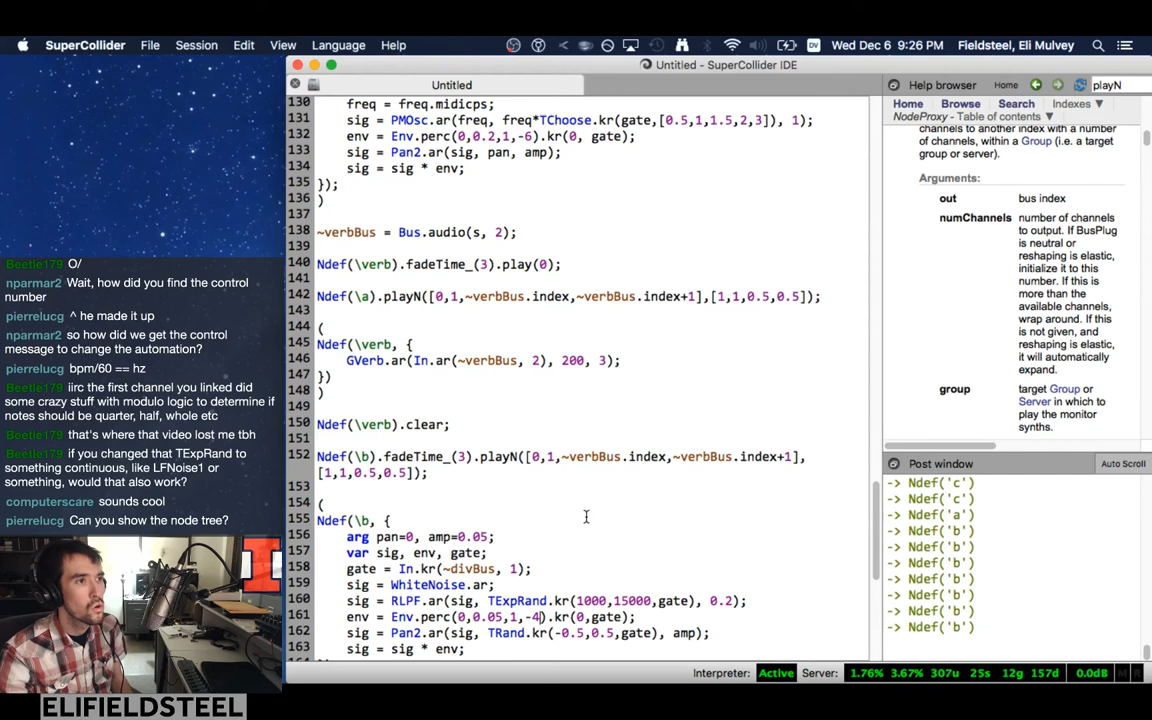 SuperCollider File Session Edit View Language Help
DV Wed Dec 6 9:26 PM Fieldsteel, Eli Mulvey
Untitled - SuperCollider IDE
Untitled
130 freq = freq.midicps;
131 sig = PMOsc.ar(freq, freq*TChoose.kr(gate,[0.5,1,1.5,2,3]), 1);
132 env = Env.perc(0,0.2,1,-6).kr(0, gate);
133 sig = Pan2.ar(sig, pan, amp);
134 sig = sig * env;
135 });
136 )
137
138 ~verbBus = Bus.audio(s, 2);
139
140 Ndef(\verb).fadeTime_(3).play(0);
141
142 Ndef(\a).playN([0,1,~verbBus.index,~verbBus.index+1],[1,1,0.5,0.5]);
143
144 (
145 Ndef(\verb, {
146 GVerb.ar(In.ar(~verbBus, 2), 200, 3);
147 })
148 )
149
150 Ndef(\verb).clear;
151
152 Ndef(\b).fadeTime_(3).playN([0,1,~verbBus.index,~verbBus.index+1],
[1,1,0.5,0.5]);
153
154 (
155 Ndef(\b, {
156 arg pan=0, amp=0.05;
157 var sig, env, gate;
158 gate = In.kr(~divBus, 1);
159 sig = WhiteNoise.ar;
160 sig = RLPF.ar(sig, TExpRand.kr(1000,15000,gate), 0.2);
161 env = Env.perc(0,0.05,1,-4).kr(0,gate);
162 sig = Pan2.ar(sig, TRand.kr(-0.5,0.5,gate), amp);
163 sig = sig * env;
Help browser Home playN
Home Browse Search Indexes ▼
NodeProxy - Table of contents ▼
channels to another index with a number
of channels, within a Group (i.e. a target
group or server).
Arguments:
out bus index
numChannels number of channels
to output. If BusPlug
is neutral or
reshaping is elastic,
initialize it to this
number. If this is
more than the
available channels,
wrap around. If this
is not given, and
reshaping is elastic,
it will automatically
expand.
group target Group or
Server in which to
play the monitor
synths.
Post window Auto Scroll
-> Ndef('c')
-> Ndef('c')
-> Ndef('a')
-> Ndef('b')
-> Ndef('b')
-> Ndef('b')
-> Ndef('b')
-> Ndef('b')
-> Ndef('b')
-> Ndef('b')
Interpreter: Active Server: 1.76% 3.67% 307u 25s 12g 157d 0.0dB M R
Beetle179 O/
nparmar2 Wait, how did you find the control
number
pierrelucg ^ he made it up
nparmar2 so how did we get the control
message to change the automation?
pierrelucg bpm/60 == hz
Beetle179 iirc the first channel you linked did
some crazy stuff with modulo logic to determine if
notes should be quarter, half, whole etc
Beetle179 that's where that video lost me tbh
Beetle179 if you changed that TExpRand to
something continuous, like LFNoise1 or
something, would that also work?
computerscare sounds cool
pierrelucg Can you show the node tree?
ELIFIELDSTEEL